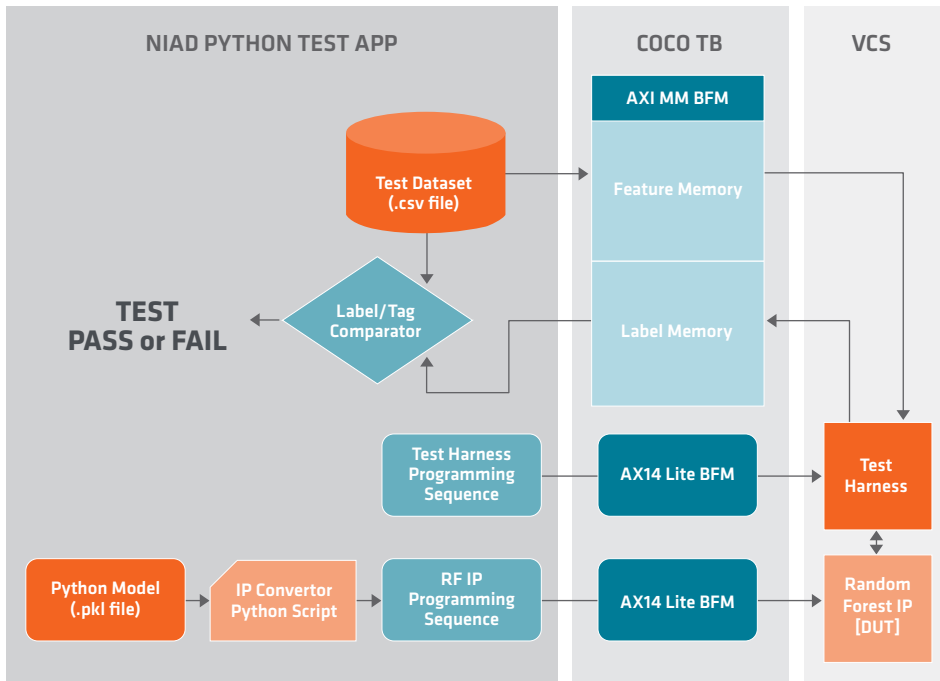 NIAD PYTHON TEST APP
COCO TB
VCS
AXI MM BFM
Test Dataset
(.csv file)
Feature Memory
Label/Tag
Comparator
TEST
PASS or FAIL
Label Memory
Test Harness
Programming
Sequence
AX14 Lite BFM
Test
Harness
Python Model
(.pkl file)
IP Convertor
Python Script
RF IP
Programming
Sequence
AX14 Lite BFM
Random
Forest IP
[DUT]